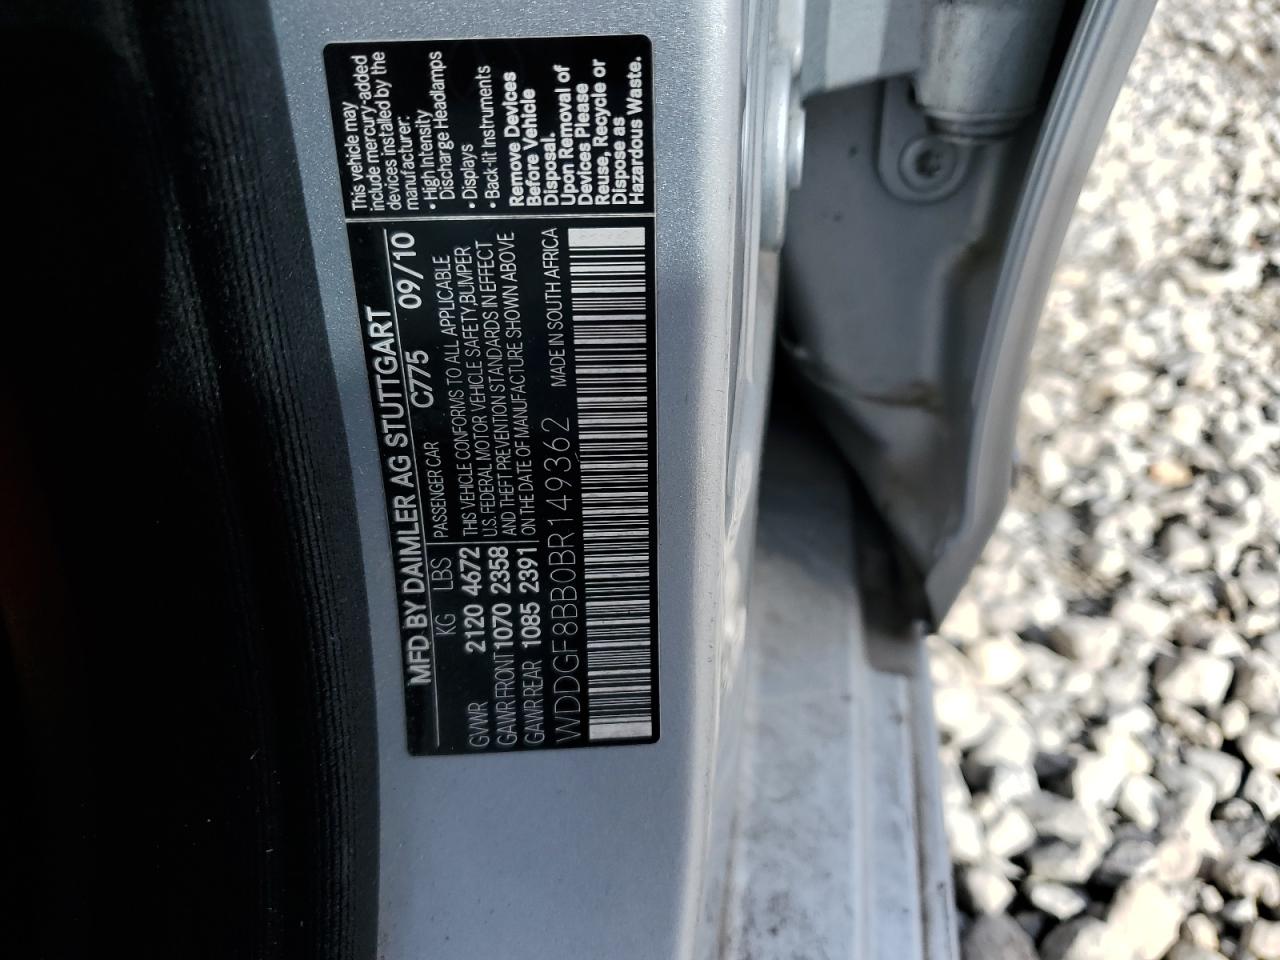 MFD BY DAIMLER AG STUTTGART
KG LBS PASSENGER CAR C775 09/10
GVWR 2120 4672 THIS VEHICLE CONFORMS TO ALL APPLICABLE
GAWR FRONT 1070 2358 U.S. FEDERAL MOTOR VEHICLE SAFETY, BUMPER
GAWR REAR 1085 2391 AND THEFT PREVENTION STANDARDS IN EFFECT
ON THE DATE OF MANUFACTURE SHOWN ABOVE
WDDGF8BB0BR149362 MADE IN SOUTH AFRICA
This vehicle may
include mercury-added
devices installed by the
manufacturer:
• High Intensity
Discharge Headlamps
• Displays
• Back-lit Instruments
Remove Devices
Before Vehicle
Disposal.
Upon Removal of
Devices Please
Reuse, Recycle or
Dispose as
Hazardous Waste.